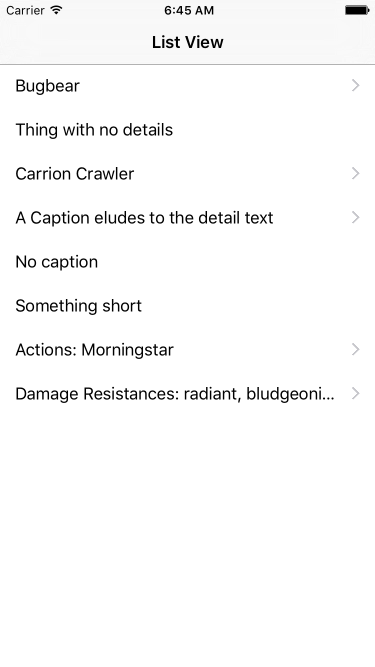 Carrier 6:45 AM
List View
Bugbear
Thing with no details
Carrion Crawler
A Caption eludes to the detail text
No caption
Something short
Actions: Morningstar
Damage Resistances: radiant, bludgeoni...